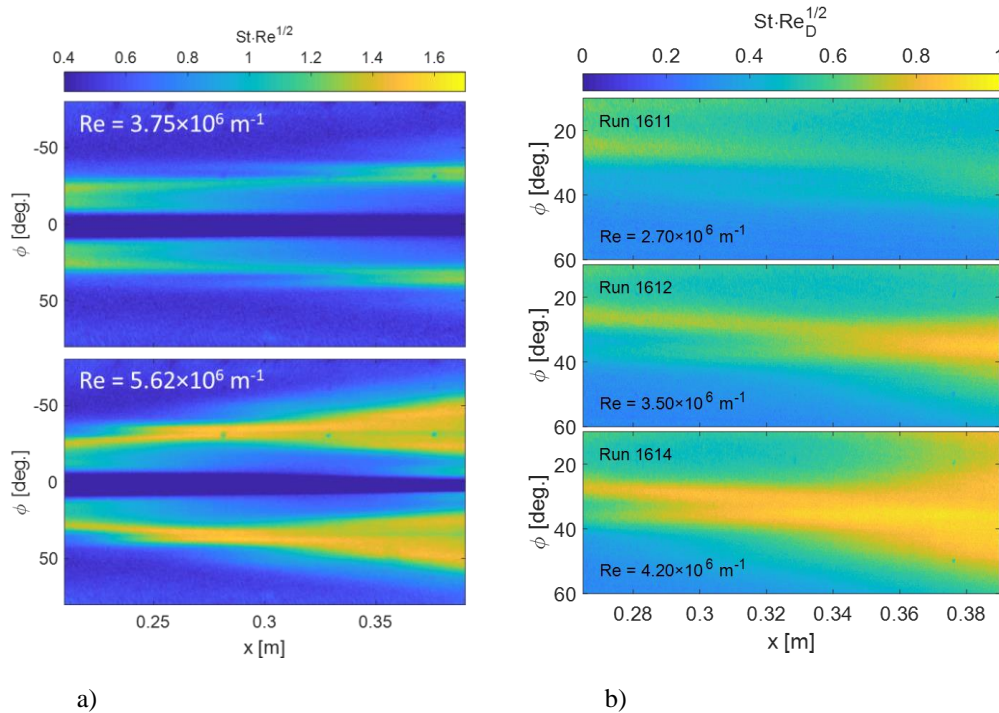 St·Re^1/2
0.4 0.6 0.8 1 1.2 1.4 1.6
Re = 3.75×10^6 m^-1
-50
0
50
ϕ [deg.]
Re = 5.62×10^6 m^-1
-50
0
50
ϕ [deg.]
0.25 0.3 0.35
x [m]
a)
St·Re_D^1/2
0 0.2 0.4 0.6 0.8 1
Run 1611
20
40
60
ϕ [deg.]
Re = 2.70×10^6 m^-1
Run 1612
20
40
60
ϕ [deg.]
Re = 3.50×10^6 m^-1
Run 1614
20
40
60
ϕ [deg.]
Re = 4.20×10^6 m^-1
0.28 0.3 0.32 0.34 0.36 0.38
x [m]
b)